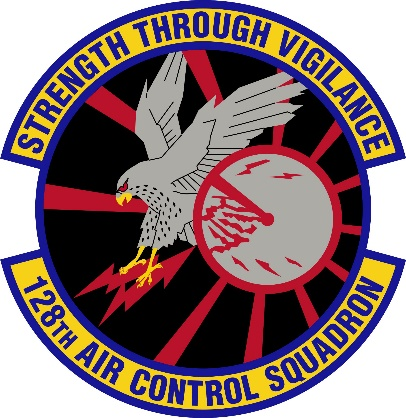 STRENGTH THROUGH VIGILANCE
128TH AIR CONTROL SQUADRON